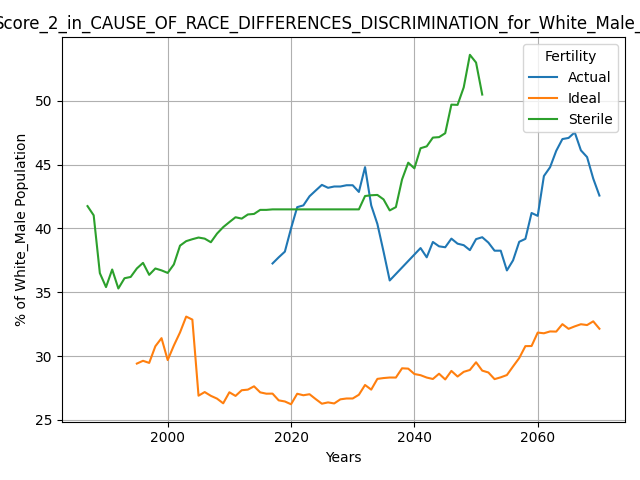 Score_2_in_CAUSE_OF_RACE_DIFFERENCES_DISCRIMINATION_for_White_Male_
Fertility
Actual
Ideal
Sterile
% of White_Male Population
50
45
40
35
30
25
2000
2020
2040
2060
Years